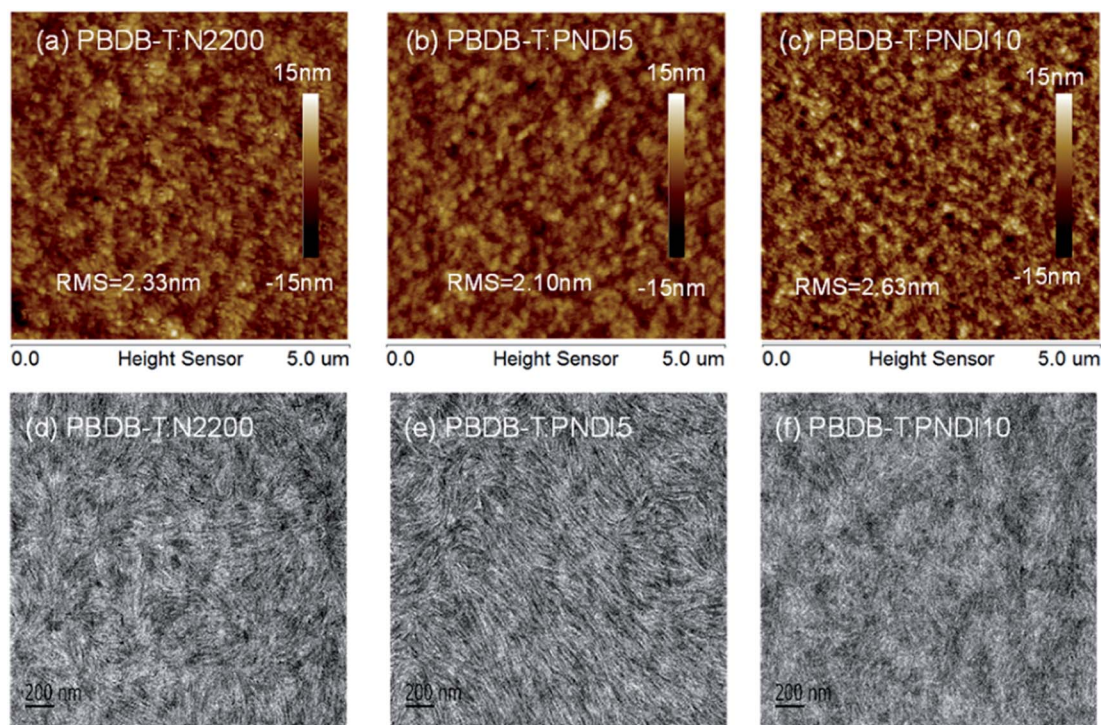 (a) PBDB-T:N2200
15nm
-15nm
RMS=2.33nm
0.0 Height Sensor 5.0 um
(b) PBDB-T:PNDI5
15nm
-15nm
RMS=2.10nm
0.0 Height Sensor 5.0 um
(c) PBDB-T:PNDI10
15nm
-15nm
RMS=2.63nm
0.0 Height Sensor 5.0 um
(d) PBDB-T:N2200
200 nm
(e) PBDB-T:PNDI5
200 nm
(f) PBDB-T:PNDI10
200 nm